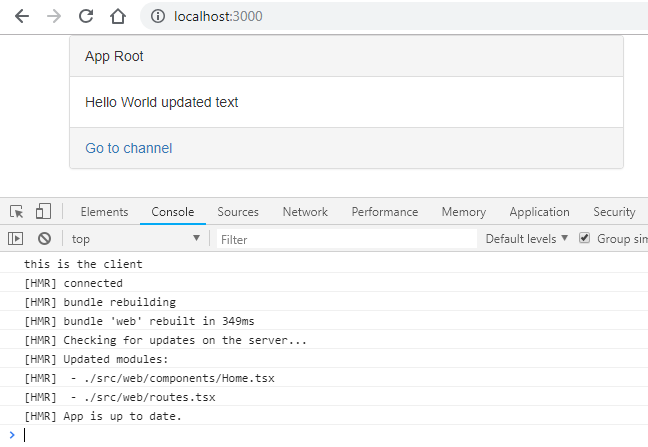 localhost:3000
App Root
Hello World updated text
Go to channel
Elements Console Sources Network Performance Memory Application Security
top Filter Default levels Group sim
this is the client
[HMR] connected
[HMR] bundle rebuilding
[HMR] bundle 'web' rebuilt in 349ms
[HMR] Checking for updates on the server...
[HMR] Updated modules:
[HMR]  - ./src/web/components/Home.tsx
[HMR]  - ./src/web/routes.tsx
[HMR] App is up to date.